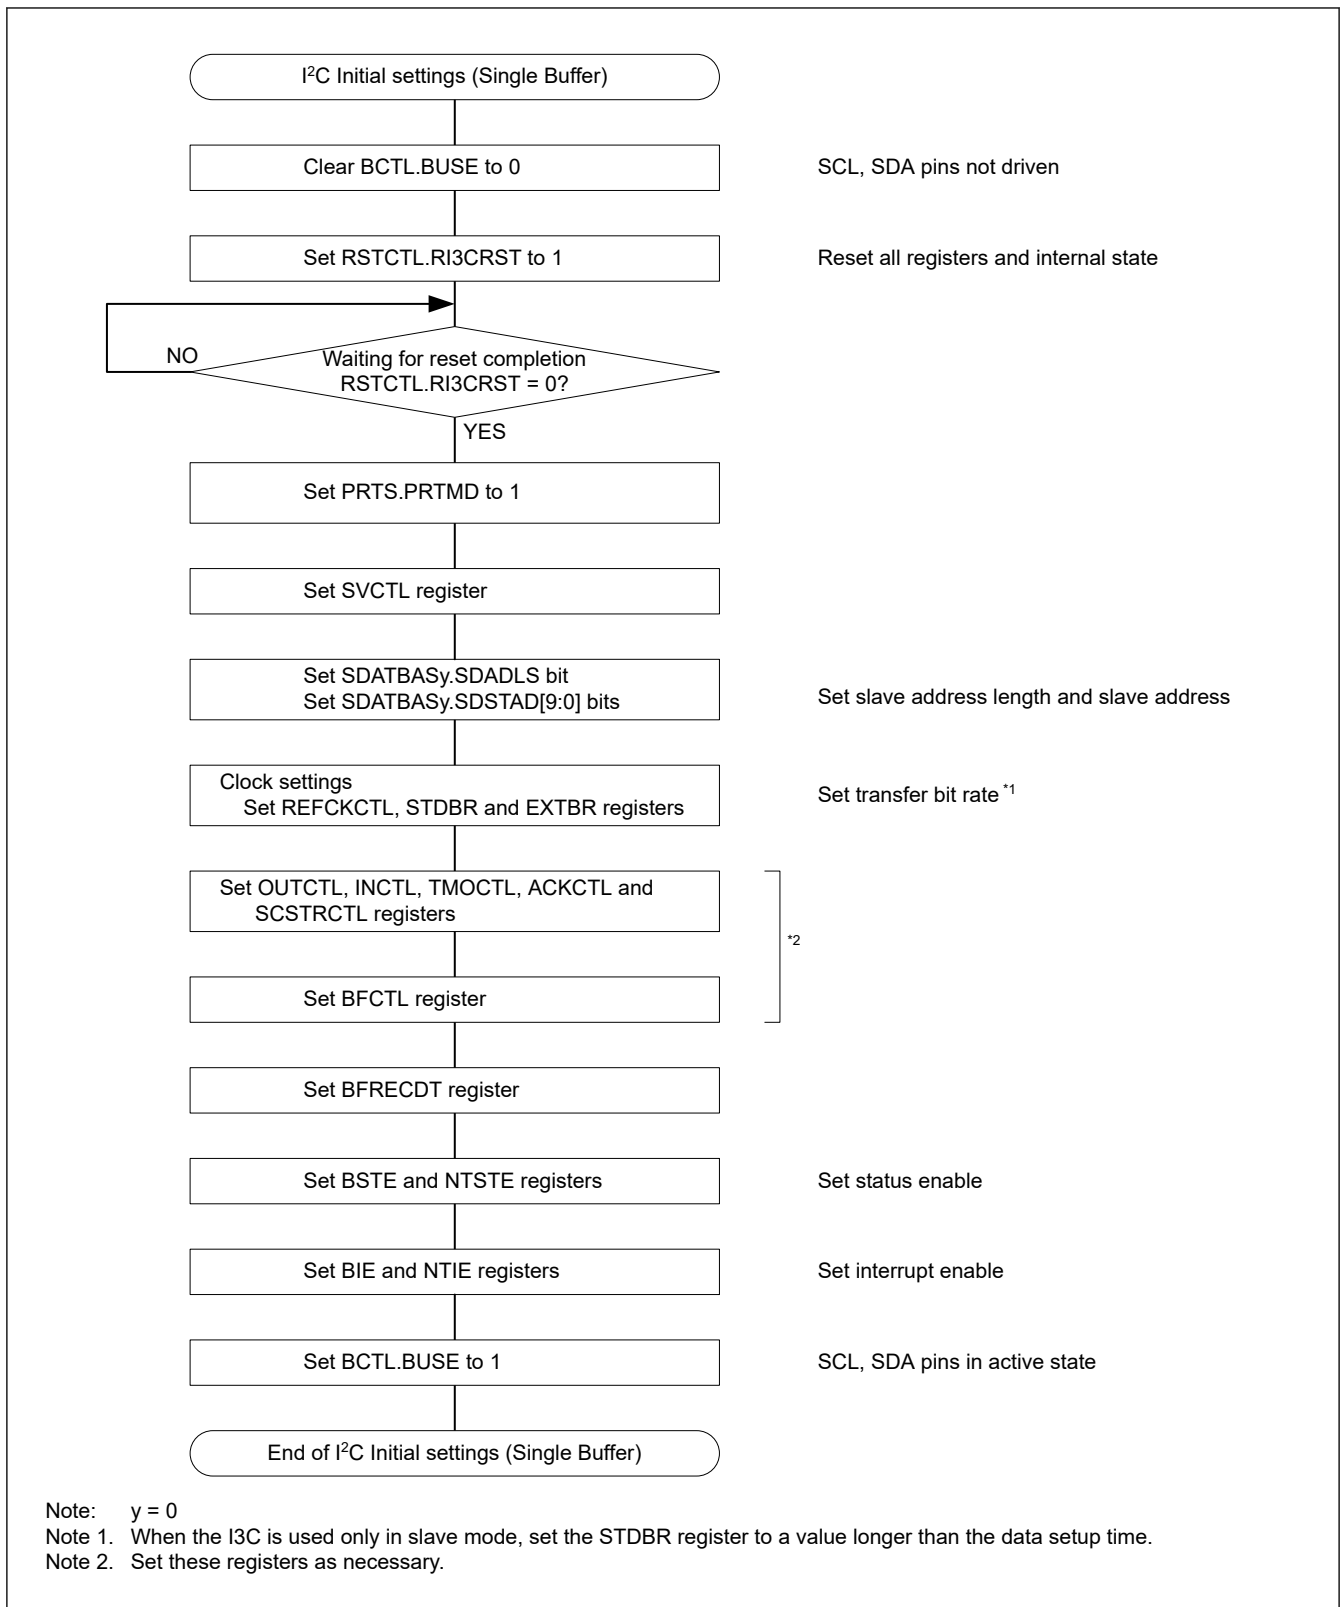 I²C Initial settings (Single Buffer)
Clear BCTL.BUSE to 0
SCL, SDA pins not driven
Set RSTCTL.RI3CRST to 1
Reset all registers and internal state
NO
Waiting for reset completion
RSTCTL.RI3CRST = 0?
YES
Set PRTS.PRTMD to 1
Set SVCTL register
Set SDATBASy.SDADLS bit
Set SDATBASy.SDSTAD[9:0] bits
Set slave address length and slave address
Clock settings
Set REFCKCTL, STDBR and EXTBR registers
Set transfer bit rate *1
Set OUTCTL, INCTL, TMOCTL, ACKCTL and
SCSTRCTL registers
*2
Set BFCTL register
Set BFRECDT register
Set BSTE and NTSTE registers
Set status enable
Set BIE and NTIE registers
Set interrupt enable
Set BCTL.BUSE to 1
SCL, SDA pins in active state
End of I²C Initial settings (Single Buffer)
Note: y = 0
Note 1. When the I3C is used only in slave mode, set the STDBR register to a value longer than the data setup time.
Note 2. Set these registers as necessary.